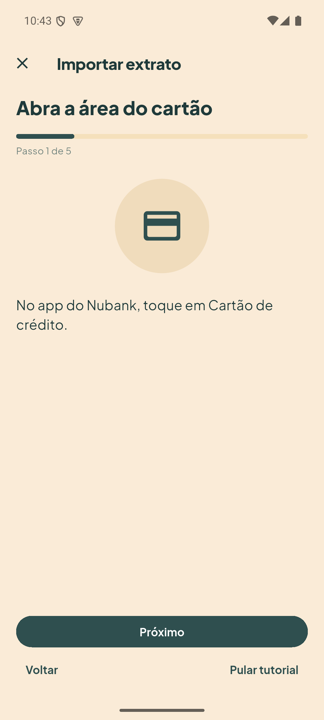 10:43
Importar extrato
Abra a área do cartão
Passo 1 de 5
No app do Nubank, toque em Cartão de
crédito.
Próximo
Voltar
Pular tutorial